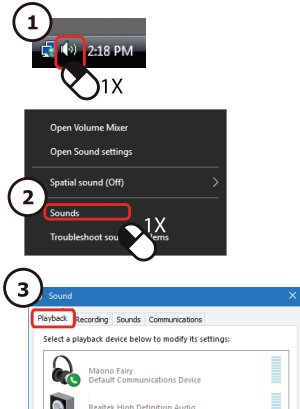 1
2:18 PM
1X
Open Volume Mixer
Open Sound settings
Spatial sound (Off)
2
Sounds
1X
Troubleshoot sou
ems
3
Sound
Playback Recording Sounds Communications
Select a playback device below to modify its settings:
Maono Fairy
Default Communications Device
Realtek High Definition Audio